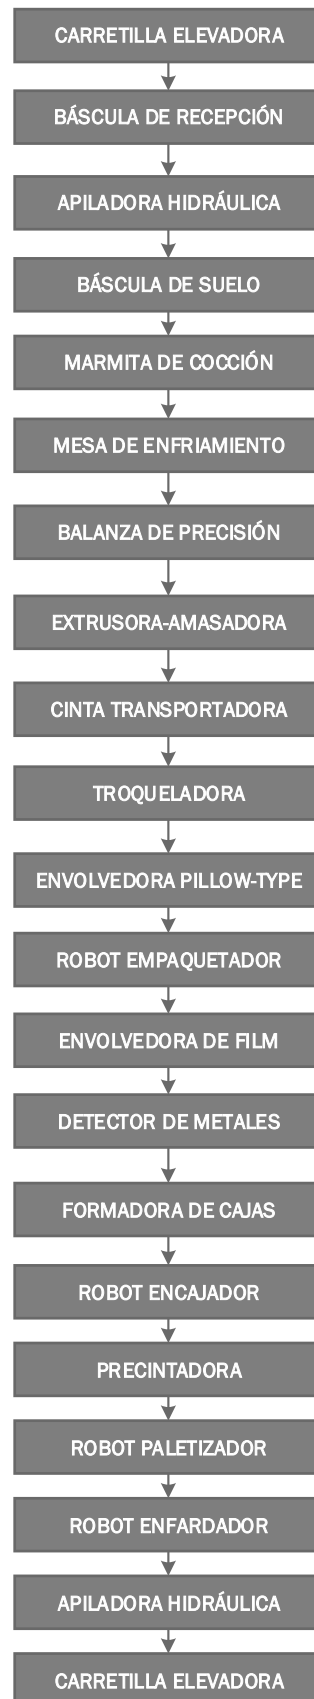 CARRETILLA ELEVADORA
BÁSCULA DE RECEPCIÓN
APILADORA HIDRÁULICA
BÁSCULA DE SUELO
MARMITA DE COCCIÓN
MESA DE ENFRIAMIENTO
BALANZA DE PRECISIÓN
EXTRUSORA-AMASADORA
CINTA TRANSPORTADORA
TROQUELADORA
ENVOLVEDORA PILLOW-TYPE
ROBOT EMPAQUETADOR
ENVOLVEDORA DE FILM
DETECTOR DE METALES
FORMADORA DE CAJAS
ROBOT ENCAJADOR
PRECINTADORA
ROBOT PALETIZADOR
ROBOT ENFARDADOR
APILADORA HIDRÁULICA
CARRETILLA ELEVADORA